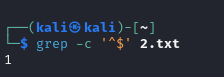 ┌──(kali㉿kali)-[~]
└─$ grep -c '^$' 2.txt
1